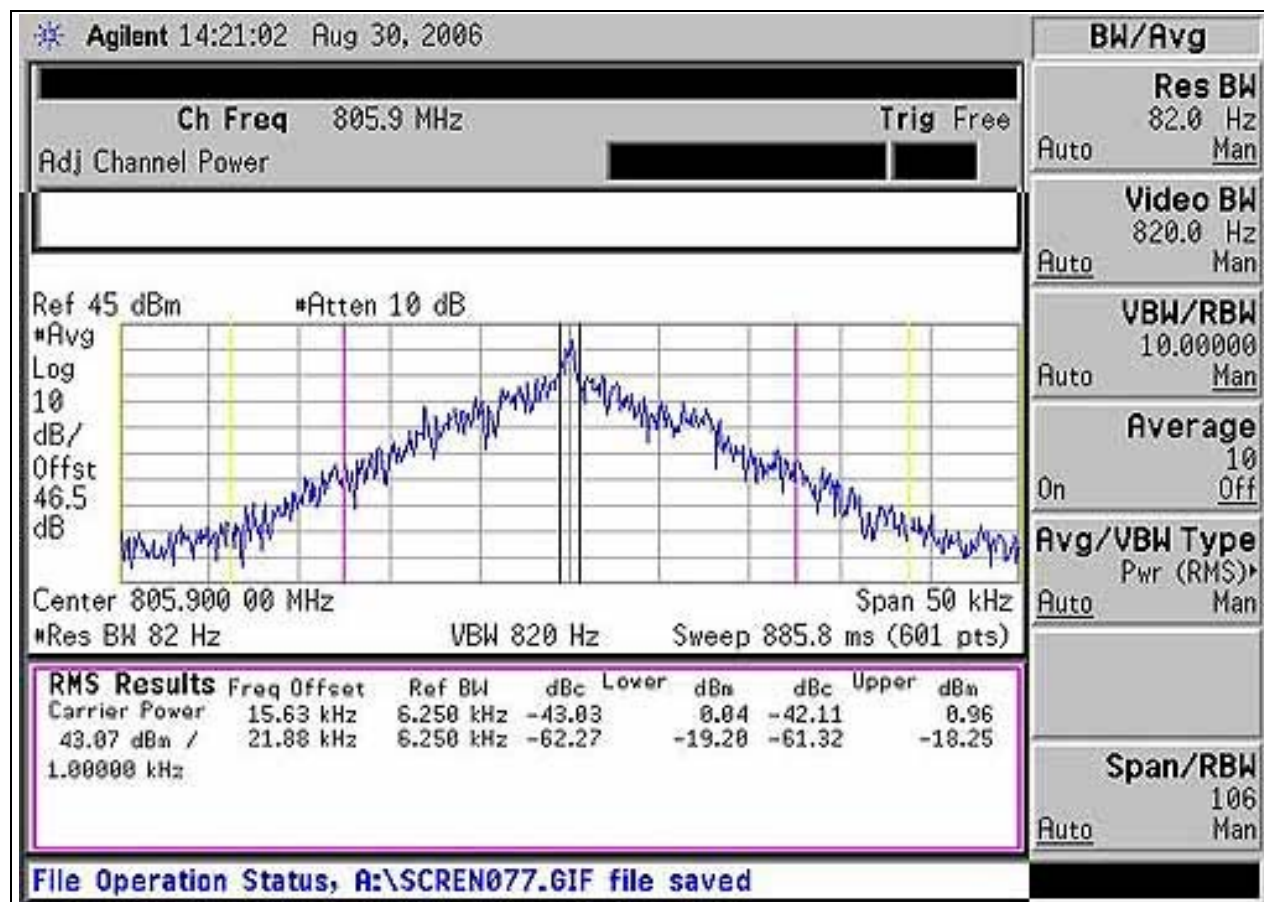 Agilent 14:21:02 Aug 30, 2006
BW/Avg
Ch Freq 805.9 MHz Trig Free
Adj Channel Power
Res BW
82.0 Hz
Auto Man
Video BW
820.0 Hz
Auto Man
VBW/RBW
10.00000
Auto Man
Average
10
On Off
Avg/VBW Type
Pwr (RMS)
Auto Man
Span/RBW
106
Auto Man
Ref 45 dBm #Atten 10 dB
#Avg
Log
10
dB/
Offst
46.5
dB
Center 805.900 00 MHz Span 50 kHz
#Res BW 82 Hz VBW 820 Hz Sweep 885.8 ms (601 pts)
RMS Results Freq Offset Ref BW dBc Lower dBm dBc Upper dBm
Carrier Power 15.63 kHz 6.250 kHz -43.03 0.04 -42.11 0.96
43.07 dBm / 21.88 kHz 6.250 kHz -62.27 -19.20 -61.32 -18.25
1.00000 kHz
File Operation Status, A:\SCREN077.GIF file saved